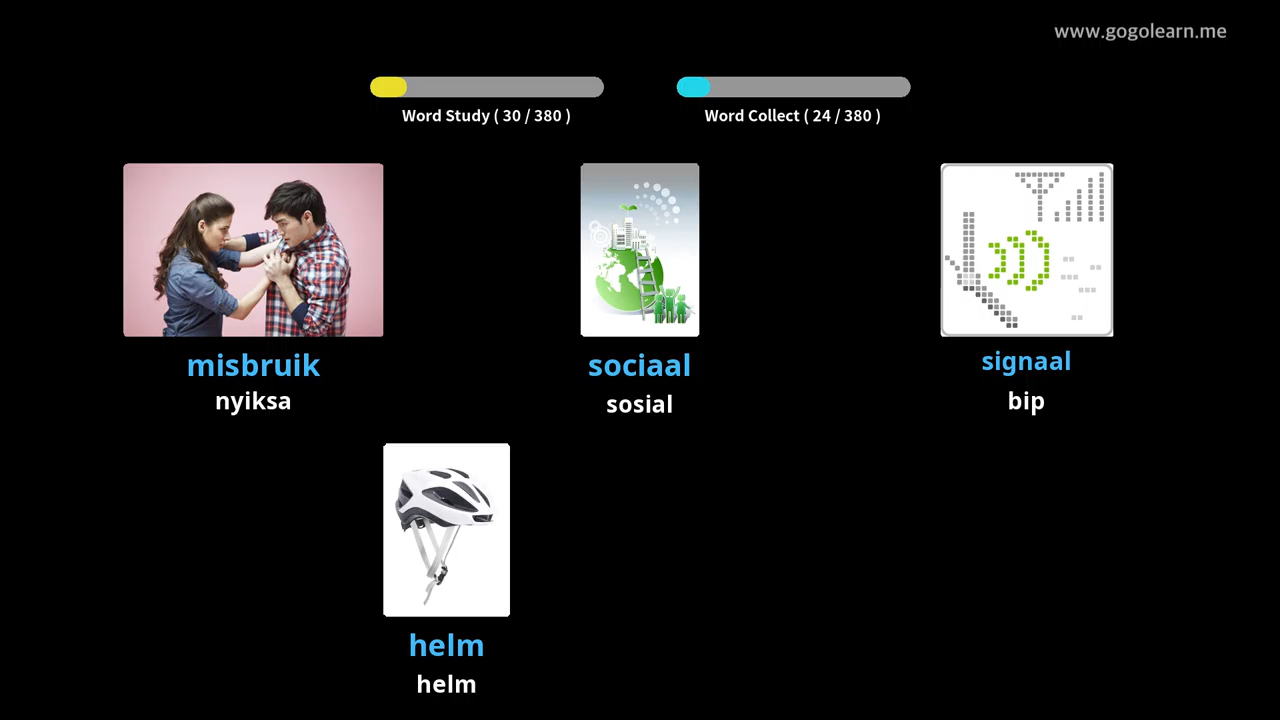 www.gogolearn.me
Word Study ( 30 / 380 )
Word Collect ( 24 / 380 )
misbruik
nyiksa
sociaal
sosial
signaal
bip
helm
helm